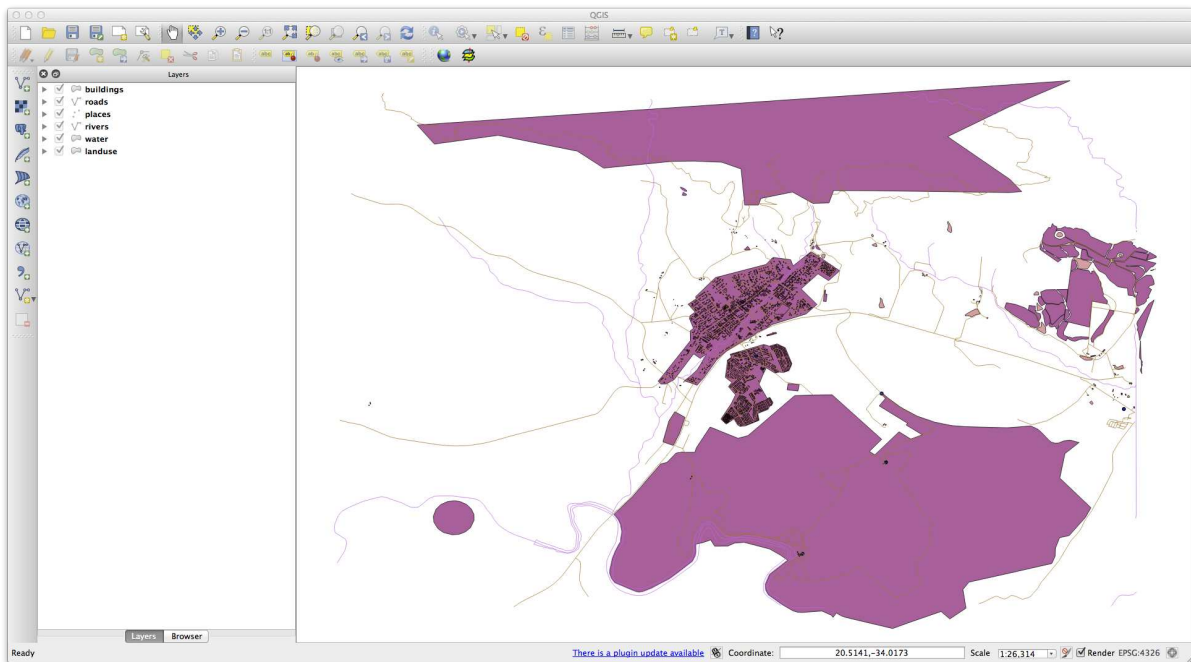 QGIS
Layers
buildings
roads
places
rivers
water
landuse
Layers
Browser
Ready
There is a plugin update available
Coordinate:
20.5141,-34.0173
Scale
1:26,314
Render
EPSG:4326